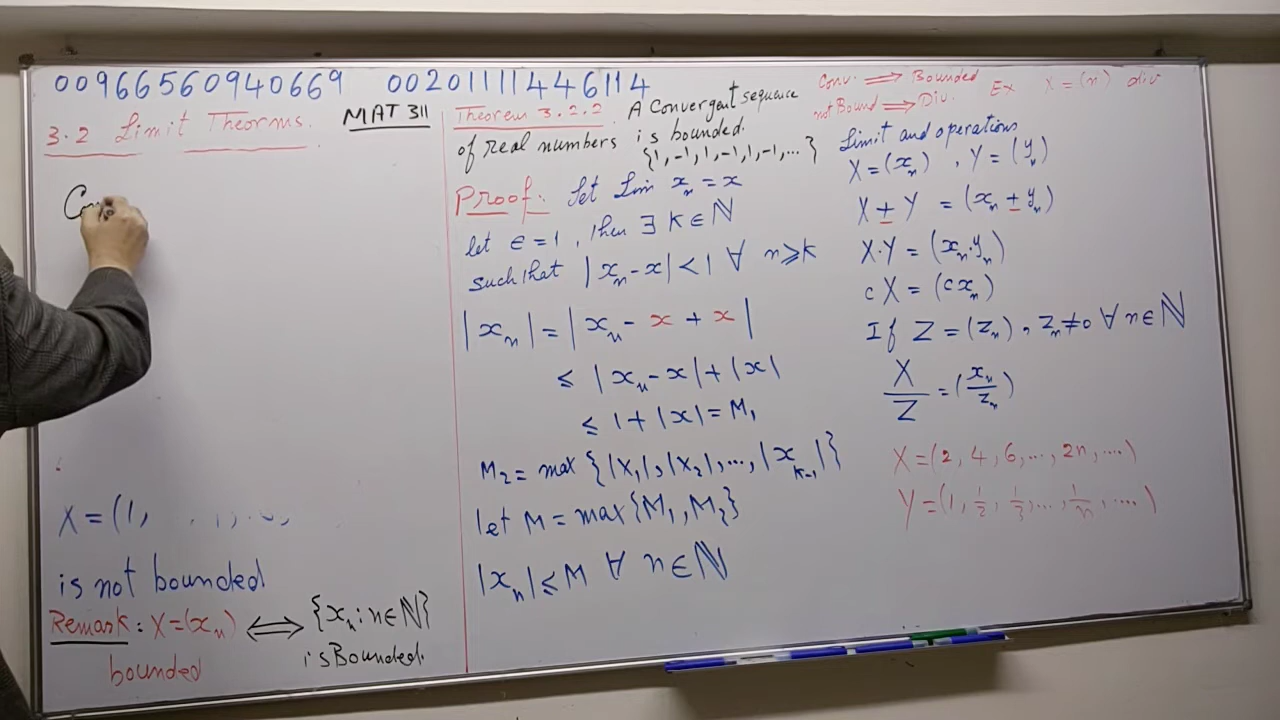 00966560940669 00201111446114
3.2 Limit Theorms.
MAT 311
X = (1,
is not bounded
Remark : X=(xₙ) ⟺ {xₙ : n∈ℕ}
bounded is Bounded.
Theorem 3.2.2. A Convergent sequence
of real numbers is bounded.
{1, -1, 1, -1, 1, -1, ... }
Proof: Let Lim xₙ = x
let ε = 1, then ∃ K ∈ ℕ
such that |xₙ - x| < 1 ∀ n ≥ K
|xₙ| = |xₙ - x + x|
≤ |xₙ - x| + |x|
≤ 1 + |x| = M₁
M₂ = max {|x₁|, |x₂|, ..., |x_{K-1}|}
let M = max{M₁, M₂}
|xₙ| ≤ M ∀ n ∈ ℕ
Conv. ⟹ Bounded
not Bound ⟹ Div.
Ex X = (n) div
Limit and operations
X = (xₙ) , Y = (yₙ)
X ± Y = (xₙ ± yₙ)
X·Y = (xₙ·yₙ)
cX = (cxₙ)
If Z = (zₙ), zₙ ≠ 0 ∀ n ∈ ℕ
X/Z = (xₙ/zₙ)
X = (2, 4, 6, ..., 2n, ....)
Y = (1, 1/2, 1/3, ..., 1/n, ....)